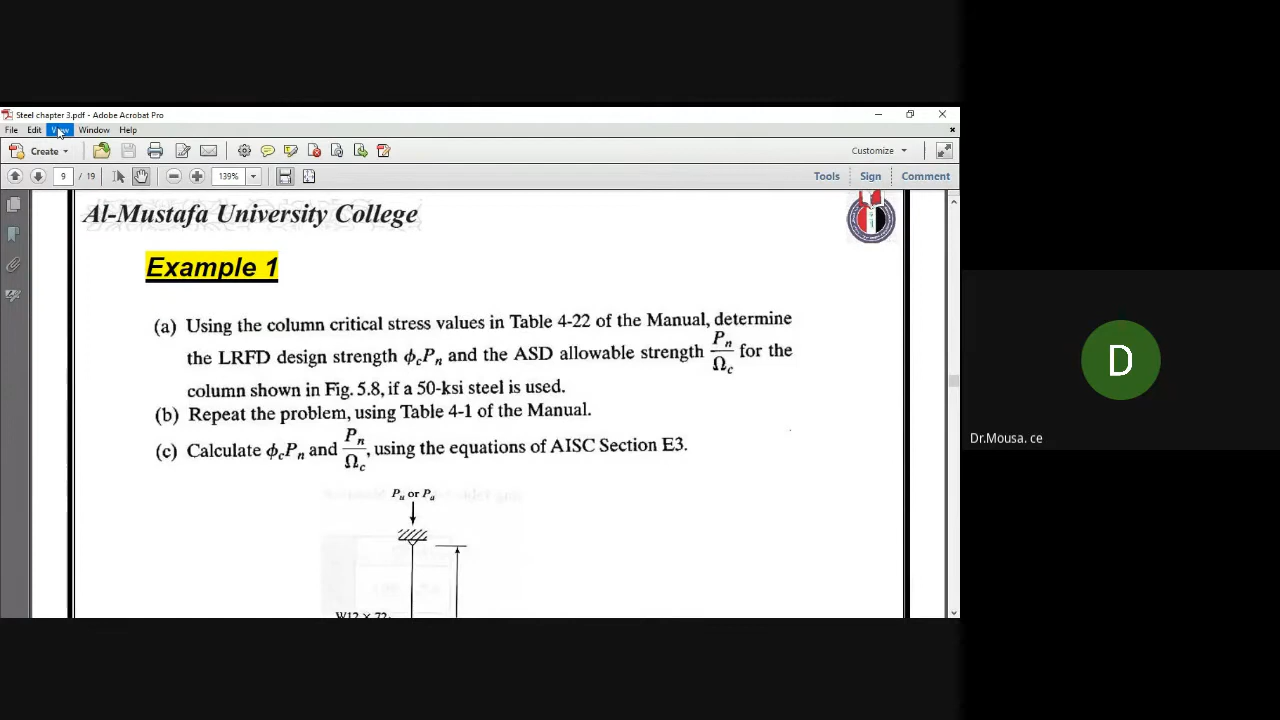 Steel chapter 3.pdf - Adobe Acrobat Pro
File Edit View Window Help
Create Customize
9 / 19 139% Tools Sign Comment
Al-Mustafa University College
Example 1
(a) Using the column critical stress values in Table 4-22 of the Manual, determine
the LRFD design strength ϕcPn and the ASD allowable strength Pn/Ωc for the
column shown in Fig. 5.8, if a 50-ksi steel is used.
(b) Repeat the problem, using Table 4-1 of the Manual.
(c) Calculate ϕcPn and Pn/Ωc, using the equations of AISC Section E3.
Pu or Pa
W12 × 72
D
Dr.Mousa. ce